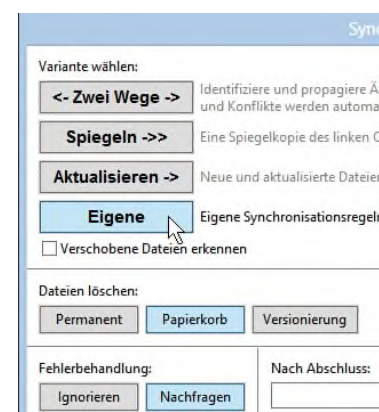 Sync
Variante wählen:
<- Zwei Wege ->
Identifiziere und propagiere Ä
und Konflikte werden automa
Spiegeln ->>
Eine Spiegelkopie des linken O
Aktualisieren ->
Neue und aktualisierte Dateien
Eigene
Eigene Synchronisationsregeln
Verschobene Dateien erkennen
Dateien löschen:
Permanent Papierkorb Versionierung
Fehlerbehandlung: Nach Abschluss:
Ignorieren Nachfragen